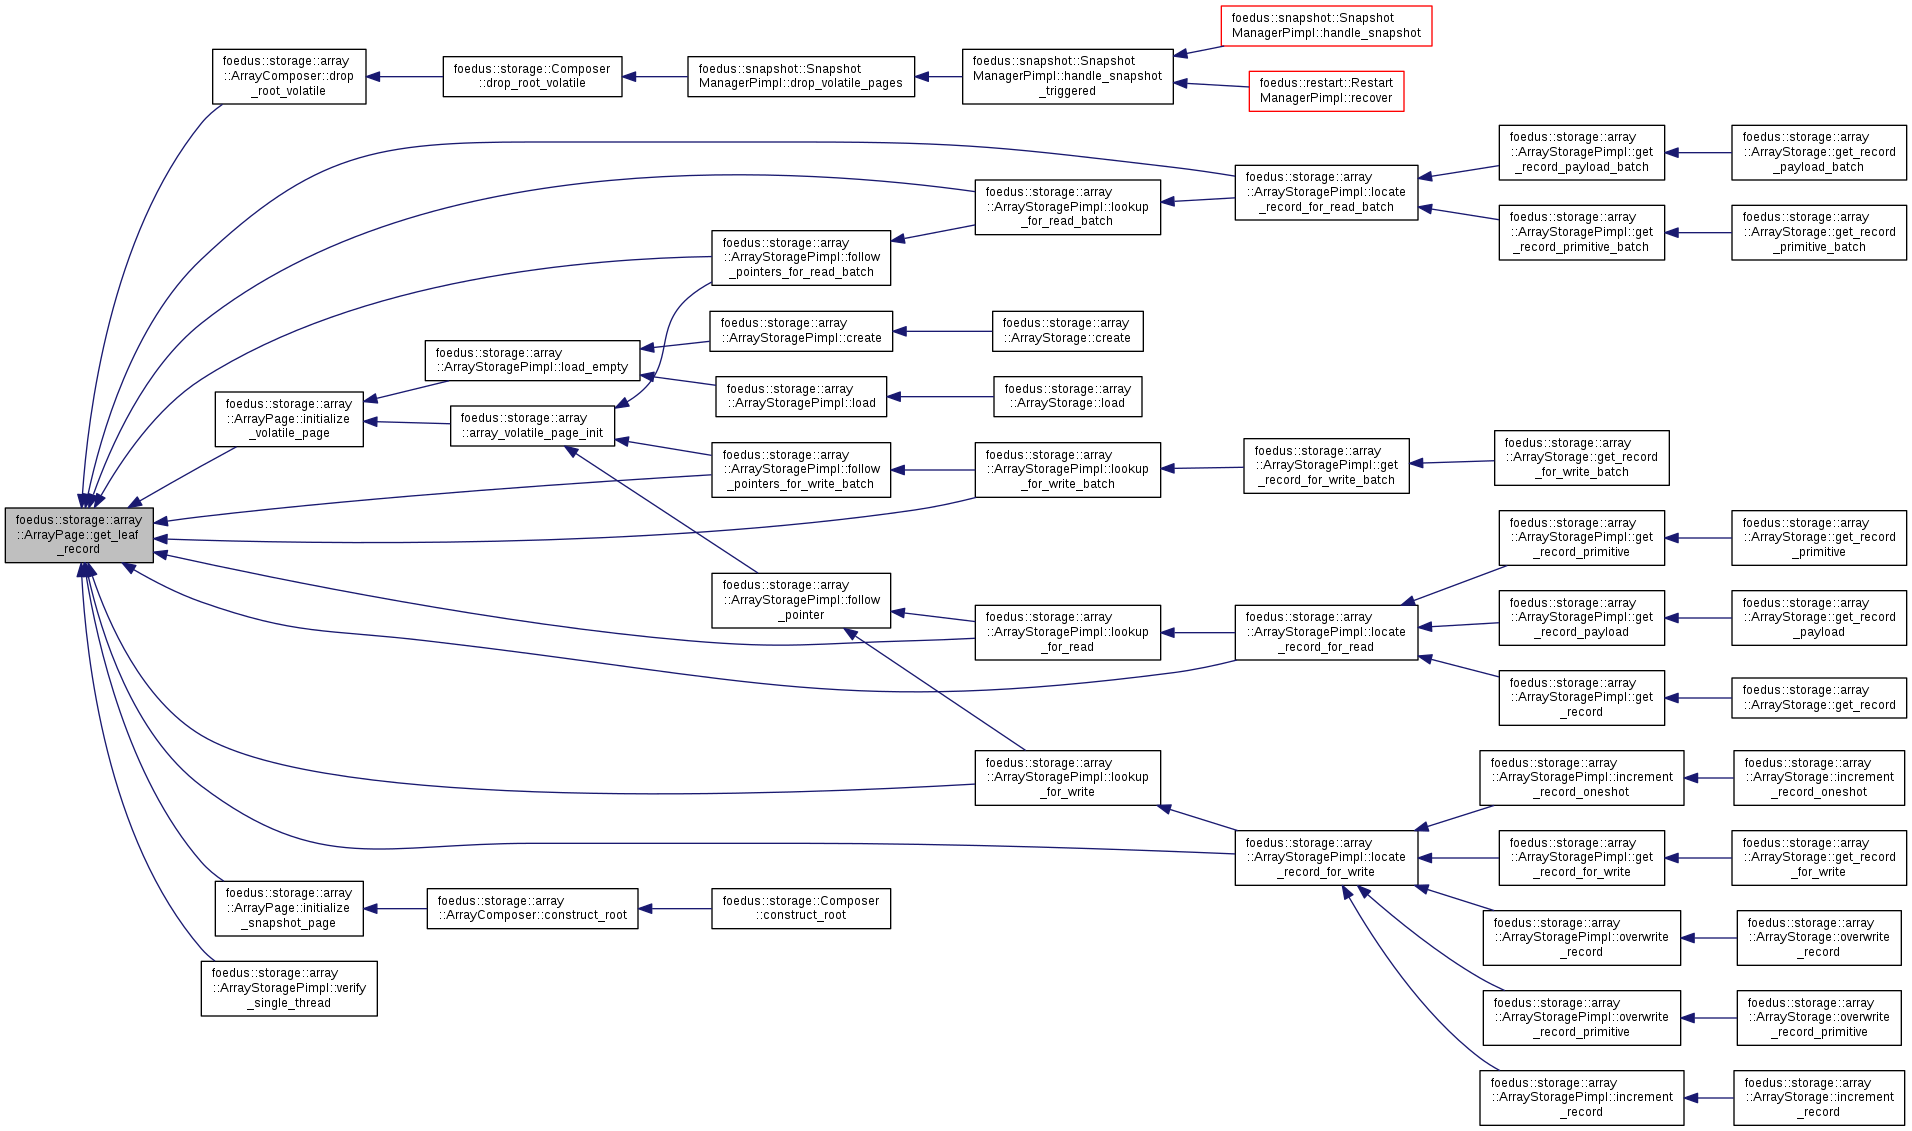 foedus::snapshot::Snapshot
ManagerPimpl::handle_snapshot
foedus::storage::array
::ArrayComposer::drop
_root_volatile
foedus::storage::Composer
::drop_root_volatile
foedus::snapshot::Snapshot
ManagerPimpl::drop_volatile_pages
foedus::snapshot::Snapshot
ManagerPimpl::handle_snapshot
_triggered
foedus::restart::Restart
ManagerPimpl::recover
foedus::storage::array
::ArrayStoragePimpl::get
_record_payload_batch
foedus::storage::array
::ArrayStorage::get_record
_payload_batch
foedus::storage::array
::ArrayStoragePimpl::locate
_record_for_read_batch
foedus::storage::array
::ArrayStoragePimpl::lookup
_for_read_batch
foedus::storage::array
::ArrayStoragePimpl::get
_record_primitive_batch
foedus::storage::array
::ArrayStorage::get_record
_primitive_batch
foedus::storage::array
::ArrayStoragePimpl::follow
_pointers_for_read_batch
foedus::storage::array
::ArrayStoragePimpl::create
foedus::storage::array
::ArrayStorage::create
foedus::storage::array
::ArrayStoragePimpl::load_empty
foedus::storage::array
::ArrayStoragePimpl::load
foedus::storage::array
::ArrayStorage::load
foedus::storage::array
::ArrayPage::initialize
_volatile_page
foedus::storage::array
::array_volatile_page_init
foedus::storage::array
::ArrayStoragePimpl::follow
_pointers_for_write_batch
foedus::storage::array
::ArrayStoragePimpl::lookup
_for_write_batch
foedus::storage::array
::ArrayStoragePimpl::get
_record_for_write_batch
foedus::storage::array
::ArrayStorage::get_record
_for_write_batch
foedus::storage::array
::ArrayPage::get_leaf
_record
foedus::storage::array
::ArrayStoragePimpl::get
_record_primitive
foedus::storage::array
::ArrayStorage::get_record
_primitive
foedus::storage::array
::ArrayStoragePimpl::follow
_pointer
foedus::storage::array
::ArrayStoragePimpl::lookup
_for_read
foedus::storage::array
::ArrayStoragePimpl::locate
_record_for_read
foedus::storage::array
::ArrayStoragePimpl::get
_record_payload
foedus::storage::array
::ArrayStorage::get_record
_payload
foedus::storage::array
::ArrayStoragePimpl::get
_record
foedus::storage::array
::ArrayStorage::get_record
foedus::storage::array
::ArrayStoragePimpl::lookup
_for_write
foedus::storage::array
::ArrayStoragePimpl::increment
_record_oneshot
foedus::storage::array
::ArrayStorage::increment
_record_oneshot
foedus::storage::array
::ArrayStoragePimpl::locate
_record_for_write
foedus::storage::array
::ArrayStoragePimpl::get
_record_for_write
foedus::storage::array
::ArrayStorage::get_record
_for_write
foedus::storage::array
::ArrayPage::initialize
_snapshot_page
foedus::storage::array
::ArrayComposer::construct_root
foedus::storage::Composer
::construct_root
foedus::storage::array
::ArrayStoragePimpl::overwrite
_record
foedus::storage::array
::ArrayStorage::overwrite
_record
foedus::storage::array
::ArrayStoragePimpl::verify
_single_thread
foedus::storage::array
::ArrayStoragePimpl::overwrite
_record_primitive
foedus::storage::array
::ArrayStorage::overwrite
_record_primitive
foedus::storage::array
::ArrayStoragePimpl::increment
_record
foedus::storage::array
::ArrayStorage::increment
_record